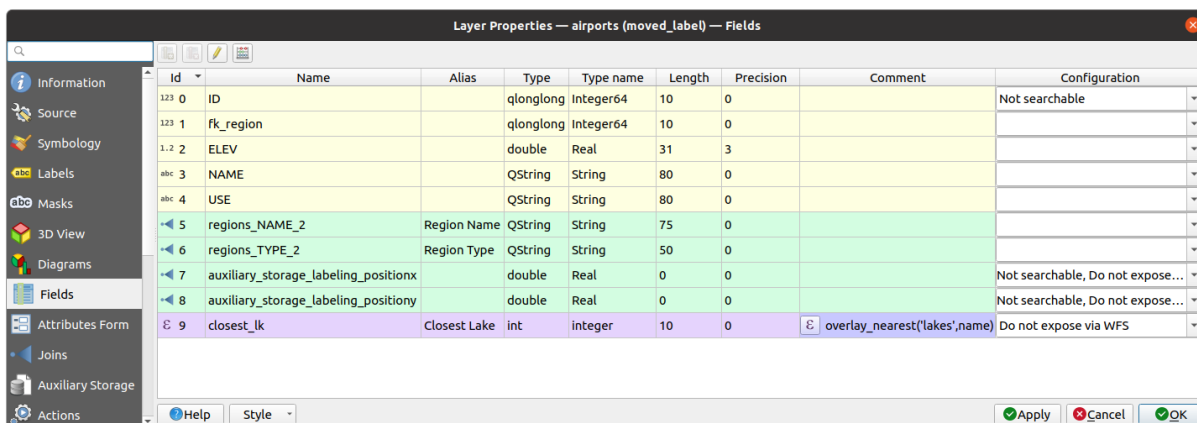 Layer Properties — airports (moved_label) — Fields
Information
Source
Symbology
abc Labels
abc Masks
3D View
Diagrams
Fields
Attributes Form
Joins
Auxiliary Storage
Actions
Id Name Alias Type Type name Length Precision Comment Configuration
123 0 ID qlonglong Integer64 10 0 Not searchable
123 1 fk_region qlonglong Integer64 10 0
1.2 2 ELEV double Real 31 3
abc 3 NAME QString String 80 0
abc 4 USE QString String 80 0
5 regions_NAME_2 Region Name QString String 75 0
6 regions_TYPE_2 Region Type QString String 50 0
7 auxiliary_storage_labeling_positionx double Real 0 0 Not searchable, Do not expose...
8 auxiliary_storage_labeling_positiony double Real 0 0 Not searchable, Do not expose...
ε 9 closest_lk Closest Lake int integer 10 0 ε overlay_nearest('lakes',name) Do not expose via WFS
Help Style Apply Cancel OK